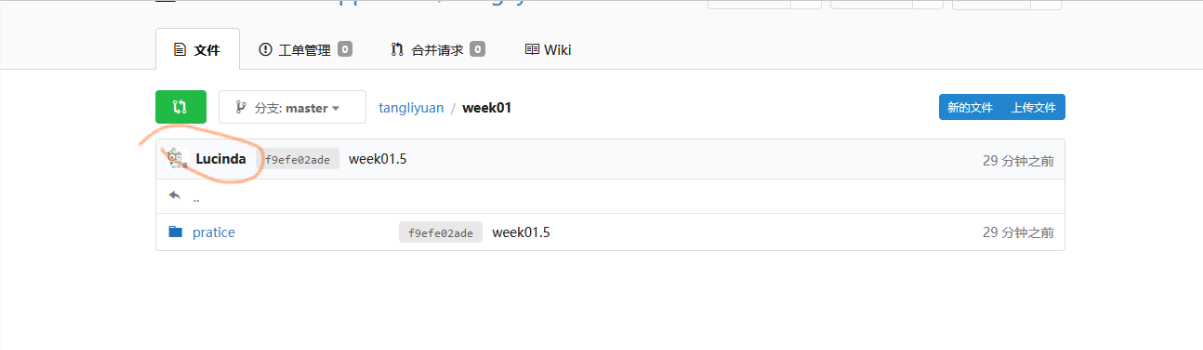 文件 工单管理 0 合并请求 0 Wiki
分支: master tangliyuan / week01 新的文件 上传文件
Lucinda f9efe02ade week01.5 29 分钟之前
..
pratice f9efe02ade week01.5 29 分钟之前